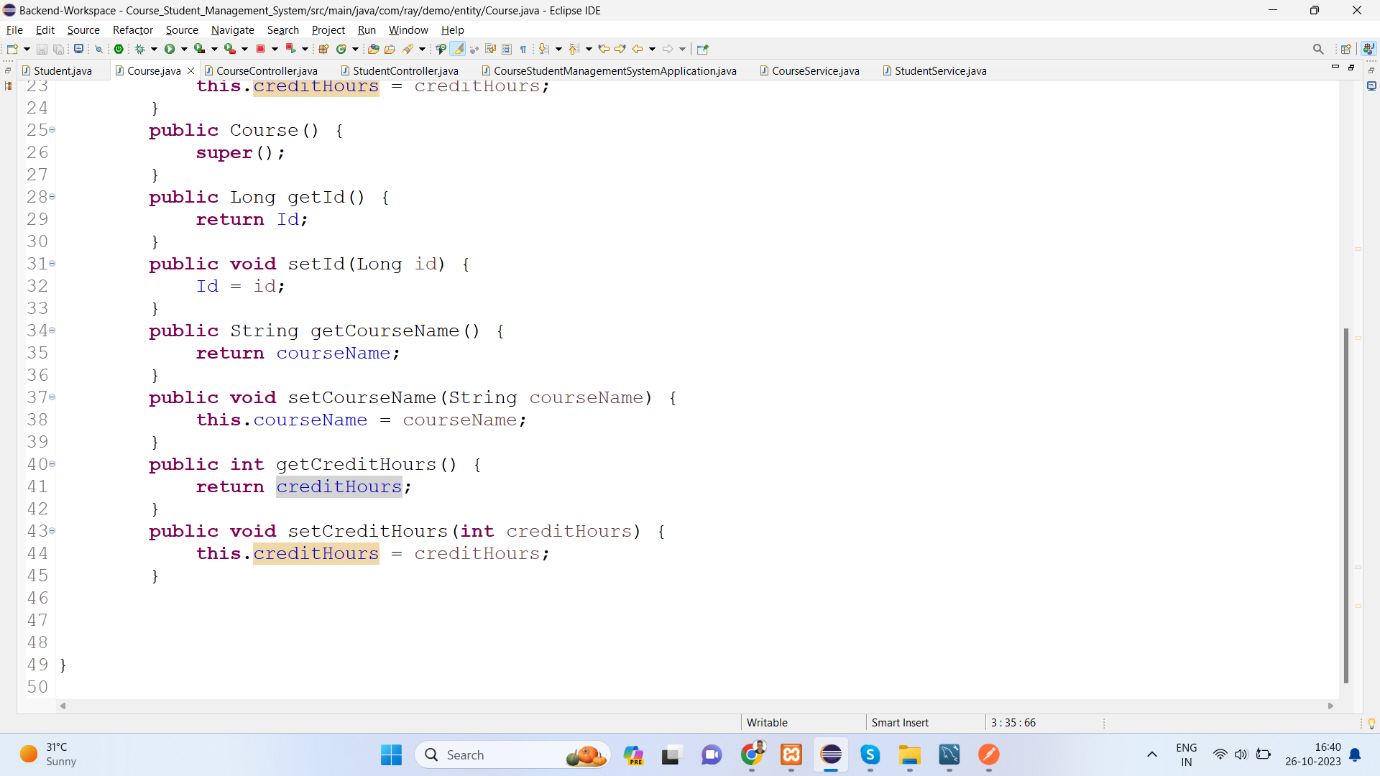 Backend-Workspace - Course_Student_Management_System/src/main/java/com/ray/demo/entity/Course.java - Eclipse IDE
File Edit Source Refactor Source Navigate Search Project Run Window Help
Student.java Course.java CourseController.java StudentController.java CourseStudentManagementSystemApplication.java CourseService.java StudentService.java
23 this.creditHours = creditHours;
24 }
25 public Course() {
26 super();
27 }
28 public Long getId() {
29 return Id;
30 }
31 public void setId(Long id) {
32 Id = id;
33 }
34 public String getCourseName() {
35 return courseName;
36 }
37 public void setCourseName(String courseName) {
38 this.courseName = courseName;
39 }
40 public int getCreditHours() {
41 return creditHours;
42 }
43 public void setCreditHours(int creditHours) {
44 this.creditHours = creditHours;
45 }
46
47
48
49 }
50
Writable Smart Insert 3 : 35 : 66
31°C
Sunny
Search
PRE
ENG
IN
16:40
26-10-2023